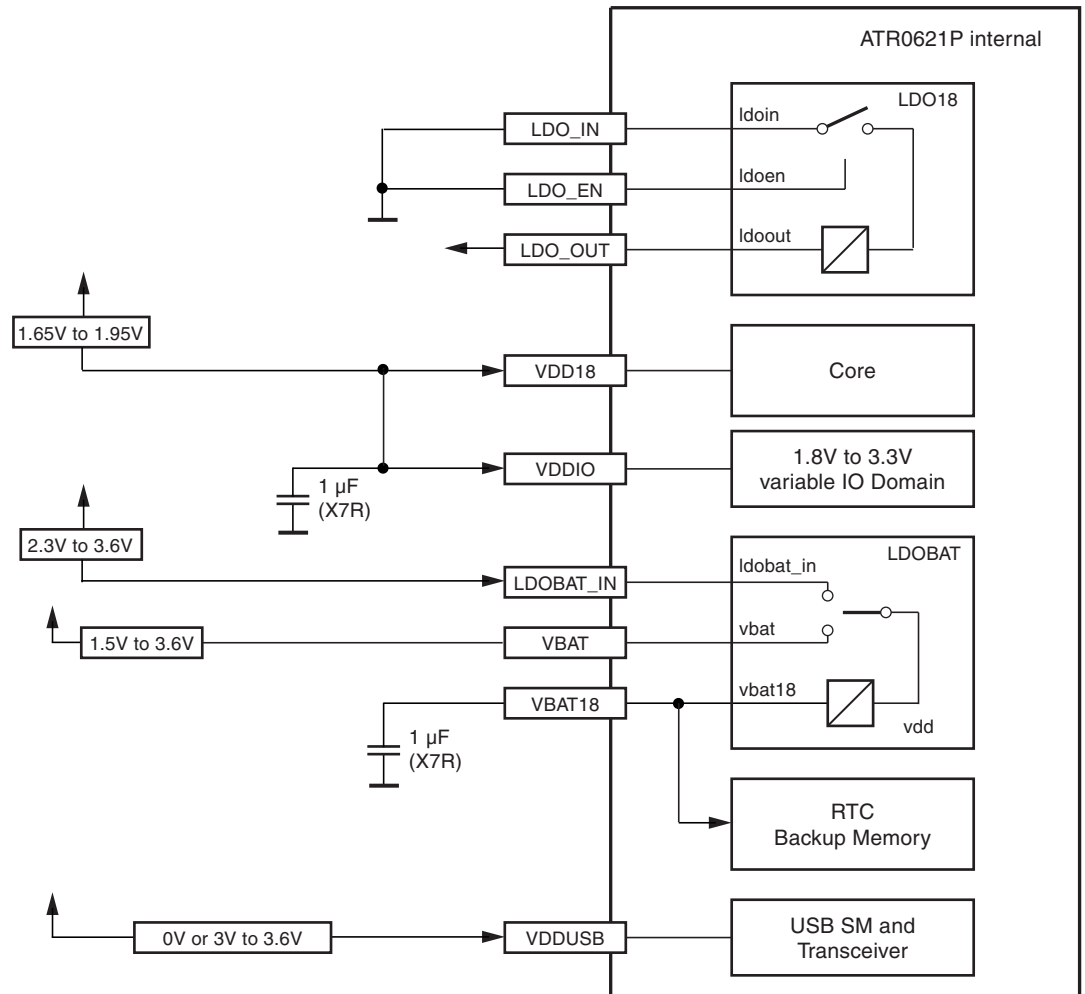 ATR0621P internal
LDO18
LDO_IN
ldoin
LDO_EN
ldoen
LDO_OUT
ldoout
1.65V to 1.95V
VDD18
Core
VDDIO
1.8V to 3.3V
variable IO Domain
1 µF
(X7R)
2.3V to 3.6V
LDOBAT
LDOBAT_IN
ldobat_in
1.5V to 3.6V
VBAT
vbat
VBAT18
vbat18
vdd
1 µF
(X7R)
RTC
Backup Memory
0V or 3V to 3.6V
VDDUSB
USB SM and
Transceiver